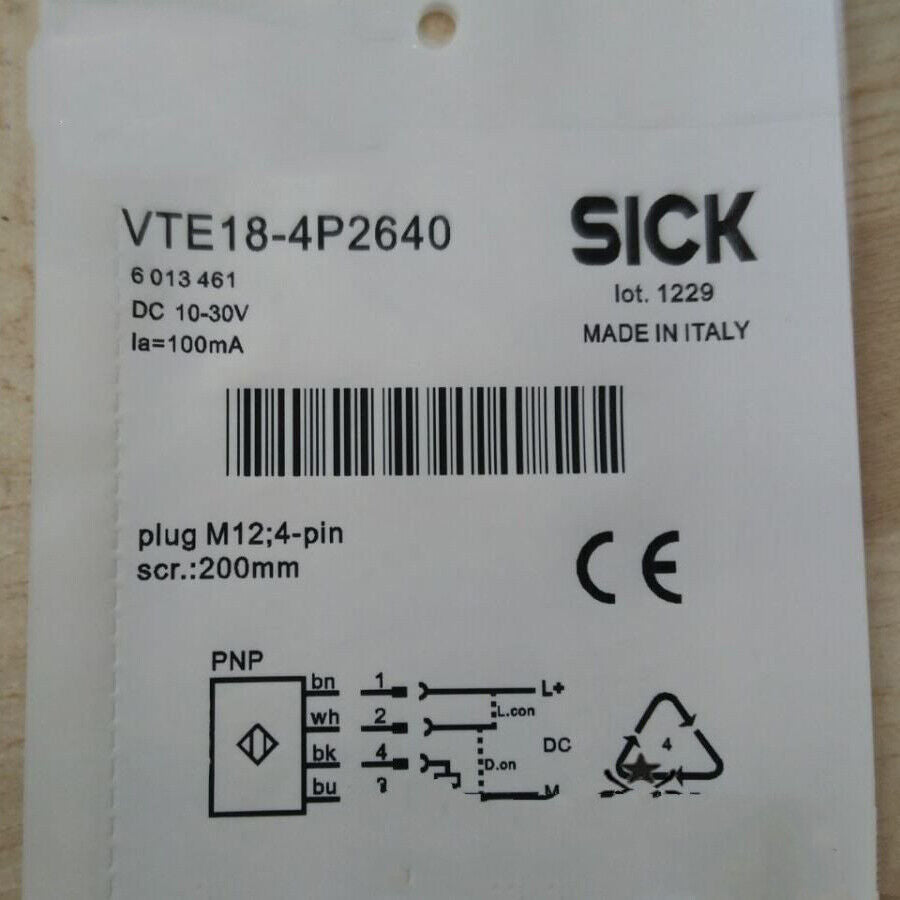 VTE18-4P2640
6 013 461
DC 10-30V
Ia=100mA
SICK
lot. 1229
MADE IN ITALY
plug M12;4-pin
scr.:200mm
CE
PNP
bn 1 L+
L.con
wh 2
DC
bk 4
D.on
bu M
4